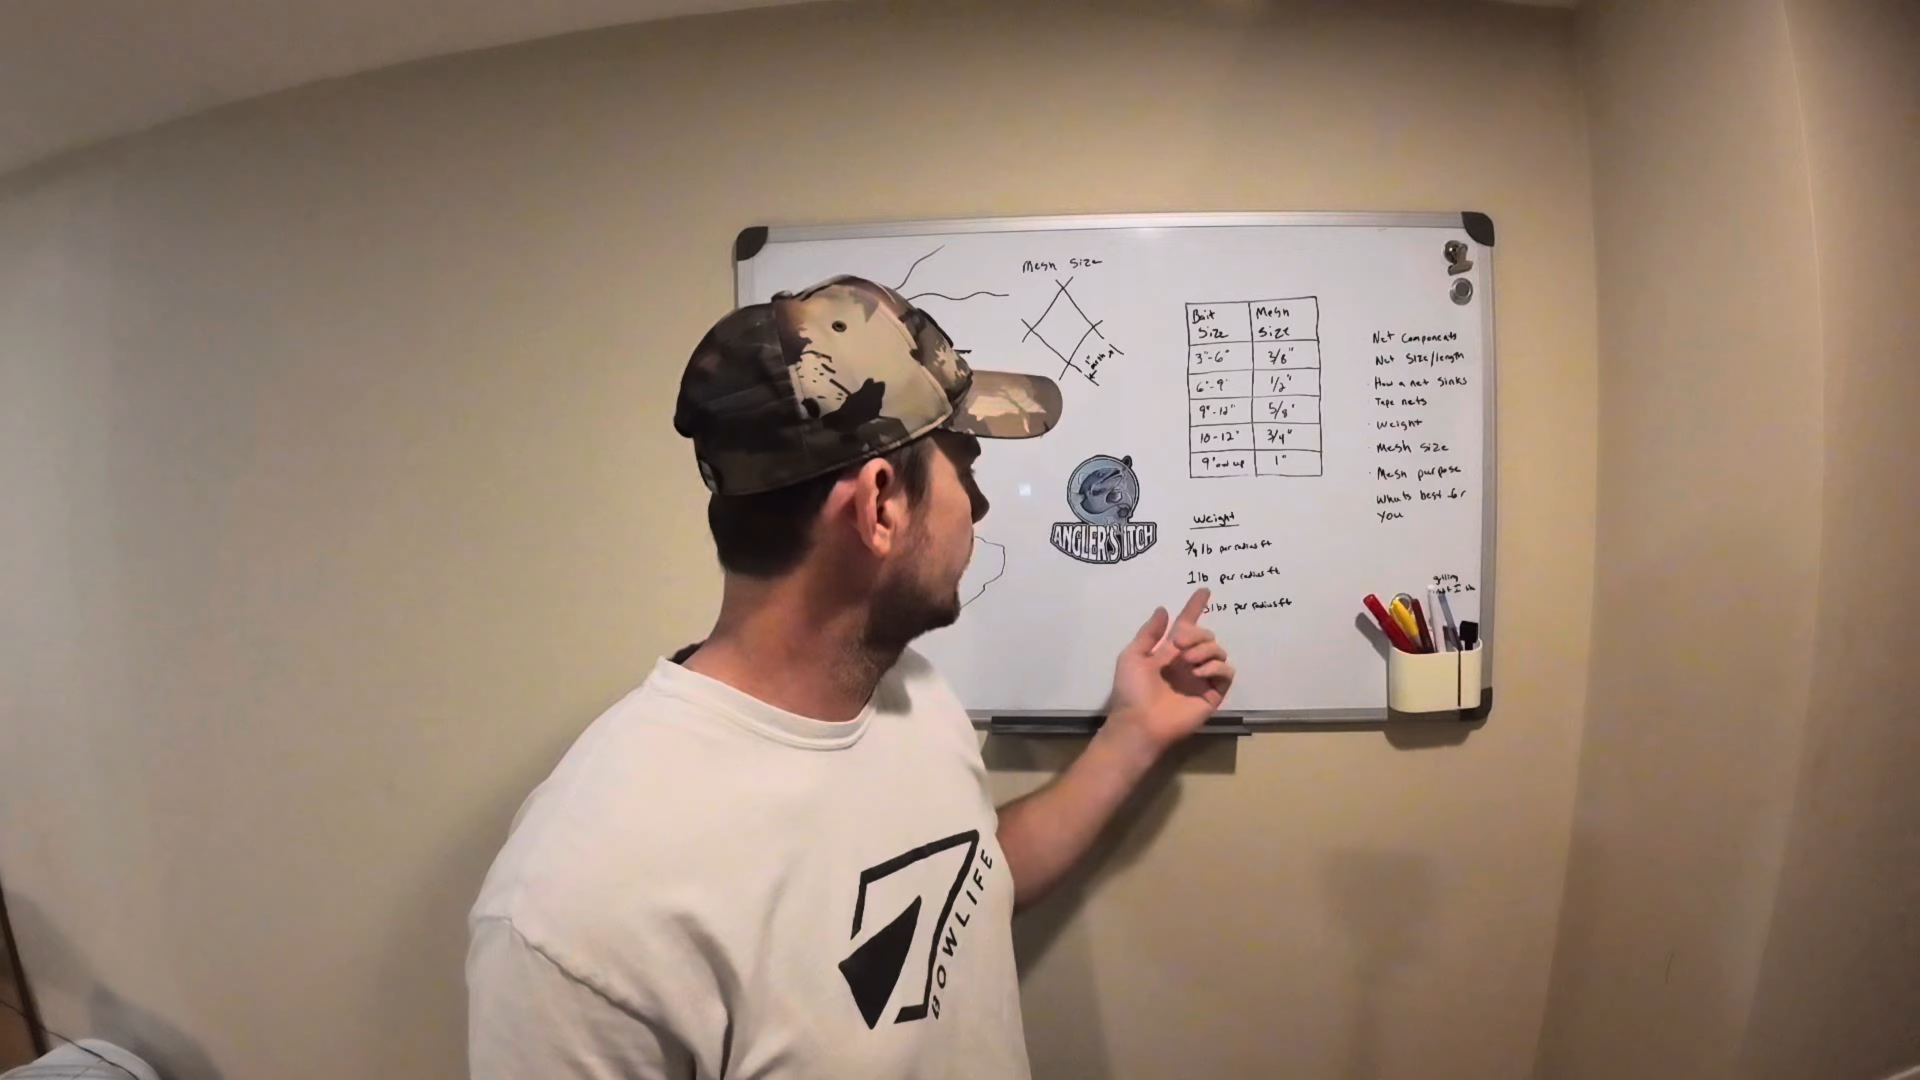 Mesh Size
1" mesh
Bait Size
Mesh Size
3"-6"
3/8"
6"-9"
1/2"
9"-12"
5/8"
10-12"
3/4"
9" and up
1"
Net Components
Net Size/length
How a net sinks
Tape nets
Weight
Mesh size
Mesh purpose
Whats best for
you
ANGLER'S ITCH
Weight
3/4 lb per radius ft
1 lb per radius ft
5 lbs per radius ft
BOWLIFE